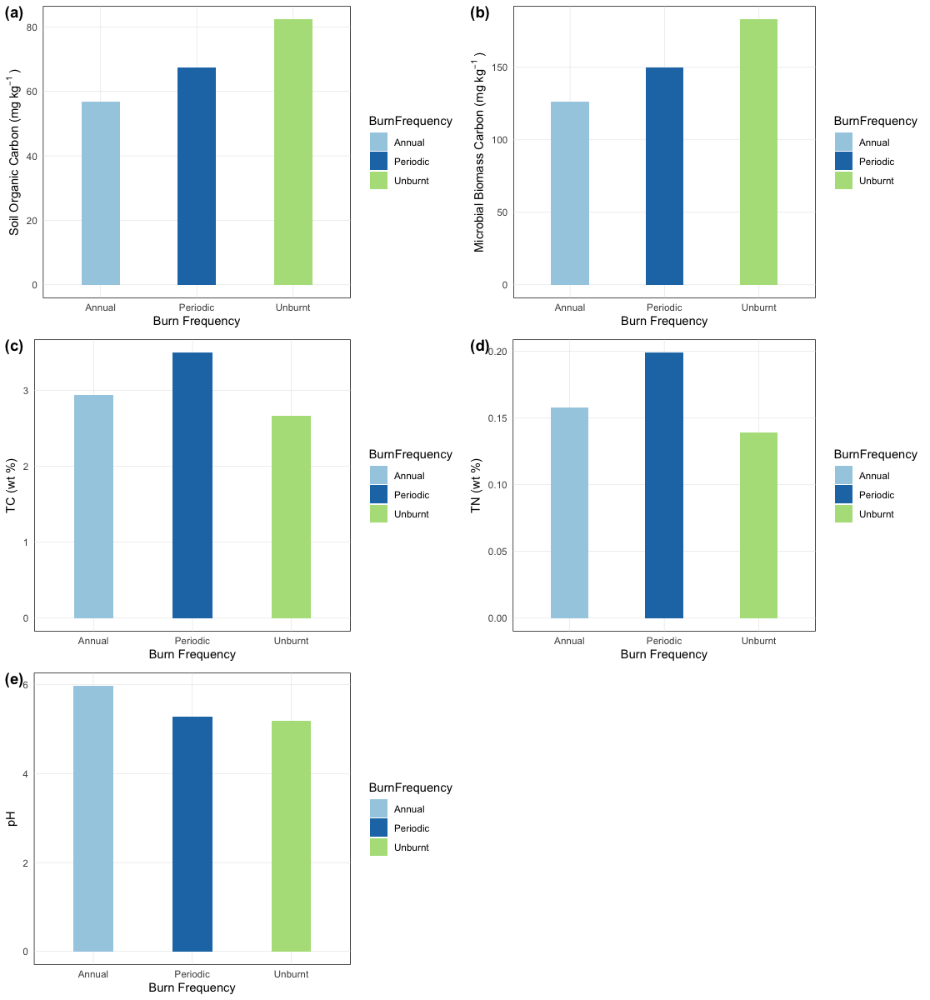 (a)
Soil Organic Carbon (mg kg⁻¹ )
80
60
40
20
0
Annual Periodic Unburnt
Burn Frequency
BurnFrequency
Annual
Periodic
Unburnt
(b)
Microbial Biomass Carbon (mg kg⁻¹ )
150
100
50
0
Annual Periodic Unburnt
Burn Frequency
BurnFrequency
Annual
Periodic
Unburnt
(c)
TC (wt %)
3
2
1
0
Annual Periodic Unburnt
Burn Frequency
BurnFrequency
Annual
Periodic
Unburnt
(d)
TN (wt %)
0.20
0.15
0.10
0.05
0.00
Annual Periodic Unburnt
Burn Frequency
BurnFrequency
Annual
Periodic
Unburnt
(e)
pH
6
4
2
0
Annual Periodic Unburnt
Burn Frequency
BurnFrequency
Annual
Periodic
Unburnt